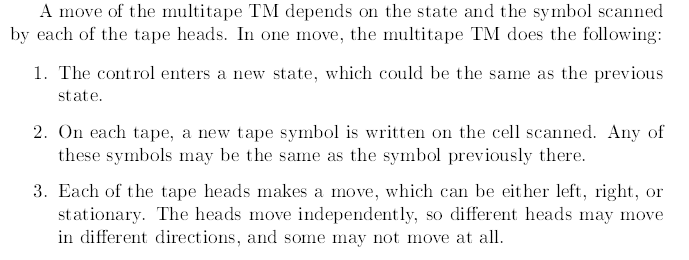 A move of the multitape TM depends on the state and the symbol scanned
by each of the tape heads. In one move, the multitape TM does the following:
1. The control enters a new state, which could be the same as the previous
state.
2. On each tape, a new tape symbol is written on the cell scanned. Any of
these symbols may be the same as the symbol previously there.
3. Each of the tape heads makes a move, which can be either left, right, or
stationary. The heads move independently, so different heads may move
in different directions, and some may not move at all.